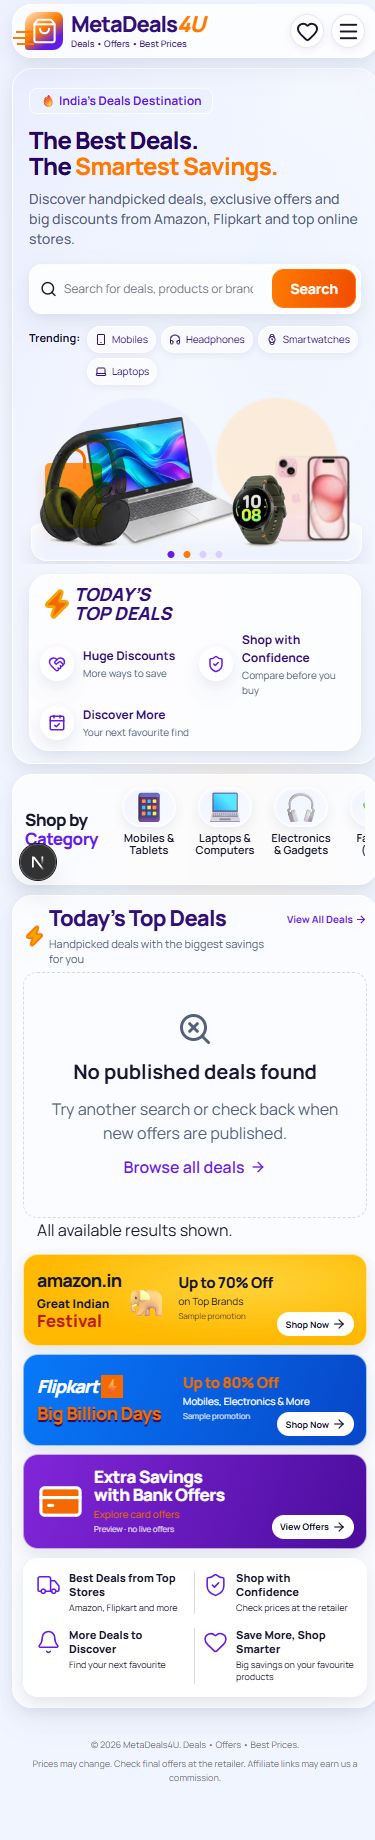 MetaDeals4U
Deals • Offers • Best Prices
India's Deals Destination
The Best Deals.
The Smartest Savings.
Discover handpicked deals, exclusive offers and
big discounts from Amazon, Flipkart and top online
stores.
Search for deals, products or branc
Search
Trending:
Mobiles
Headphones
Smartwatches
Laptops
10
08
TODAY'S
TOP DEALS
Huge Discounts
More ways to save
Shop with
Confidence
Compare before you
buy
Discover More
Your next favourite find
Shop by
Category
Mobiles &
Tablets
Laptops &
Computers
Electronics
& Gadgets
Fa
(
N
Today's Top Deals
View All Deals →
Handpicked deals with the biggest savings
for you
No published deals found
Try another search or check back when
new offers are published.
Browse all deals →
All available results shown.
amazon.in
Great Indian
Festival
Up to 70% Off
on Top Brands
Sample promotion
Shop Now →
Flipkart
Big Billion Days
Up to 80% Off
Mobiles, Electronics & More
Sample promotion
Shop Now →
Extra Savings
with Bank Offers
Explore card offers
Preview · no live offers
View Offers →
Best Deals from Top
Stores
Amazon, Flipkart and more
Shop with
Confidence
Check prices at the retailer
More Deals to
Discover
Find your next favourite
Save More, Shop
Smarter
Big savings on your favourite
products
© 2026 MetaDeals4U. Deals • Offers • Best Prices.
Prices may change. Check final offers at the retailer. Affiliate links may earn us a
commission.